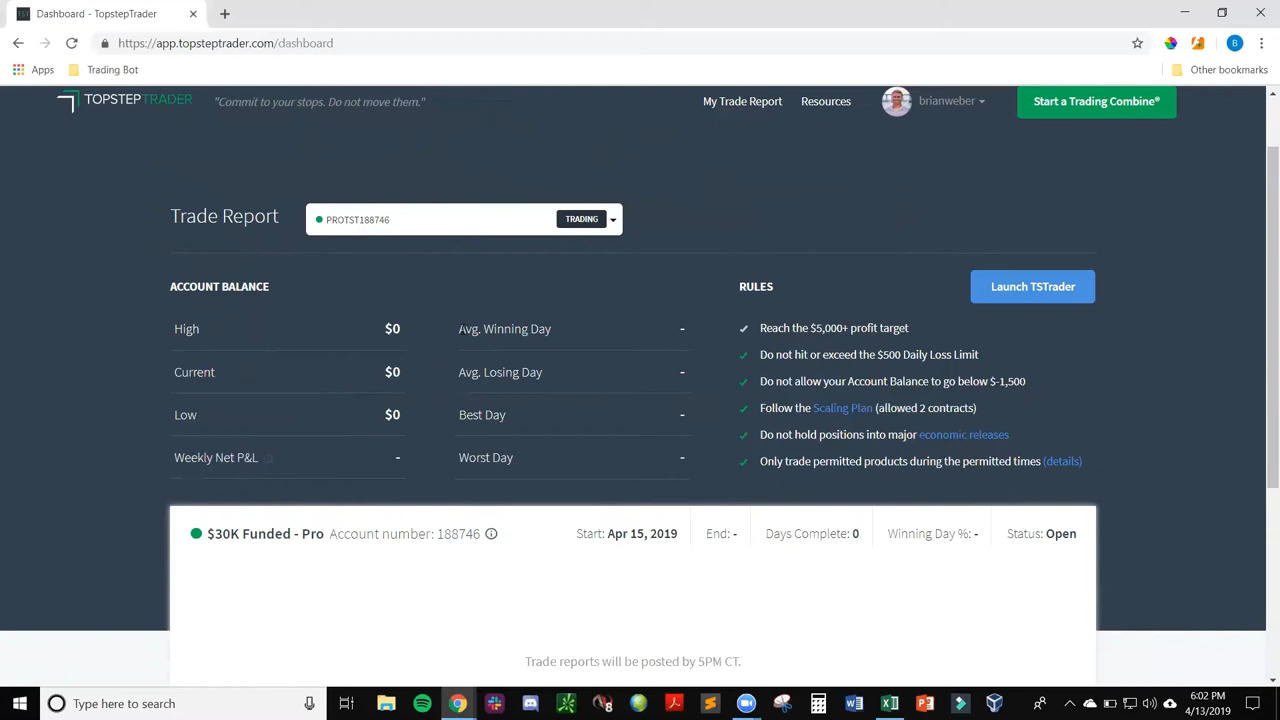 Dashboard - TopstepTrader
https://app.topsteptrader.com/dashboard
Apps
Trading Bot
Other bookmarks
B
TOPSTEPTRADER
"Commit to your stops. Do not move them."
My Trade Report
Resources
brianweber
Start a Trading Combine®
Trade Report
PROTST188746
TRADING
ACCOUNT BALANCE
High $0
Current $0
Low $0
Weekly Net P&L -
Avg. Winning Day -
Avg. Losing Day -
Best Day -
Worst Day -
RULES
Launch TSTrader
Reach the $5,000+ profit target
Do not hit or exceed the $500 Daily Loss Limit
Do not allow your Account Balance to go below $-1,500
Follow the Scaling Plan (allowed 2 contracts)
Do not hold positions into major economic releases
Only trade permitted products during the permitted times (details)
$30K Funded - Pro Account number: 188746
Start: Apr 15, 2019
End: -
Days Complete: 0
Winning Day %: -
Status: Open
Trade reports will be posted by 5PM CT.
Type here to search
6:02 PM
4/13/2019